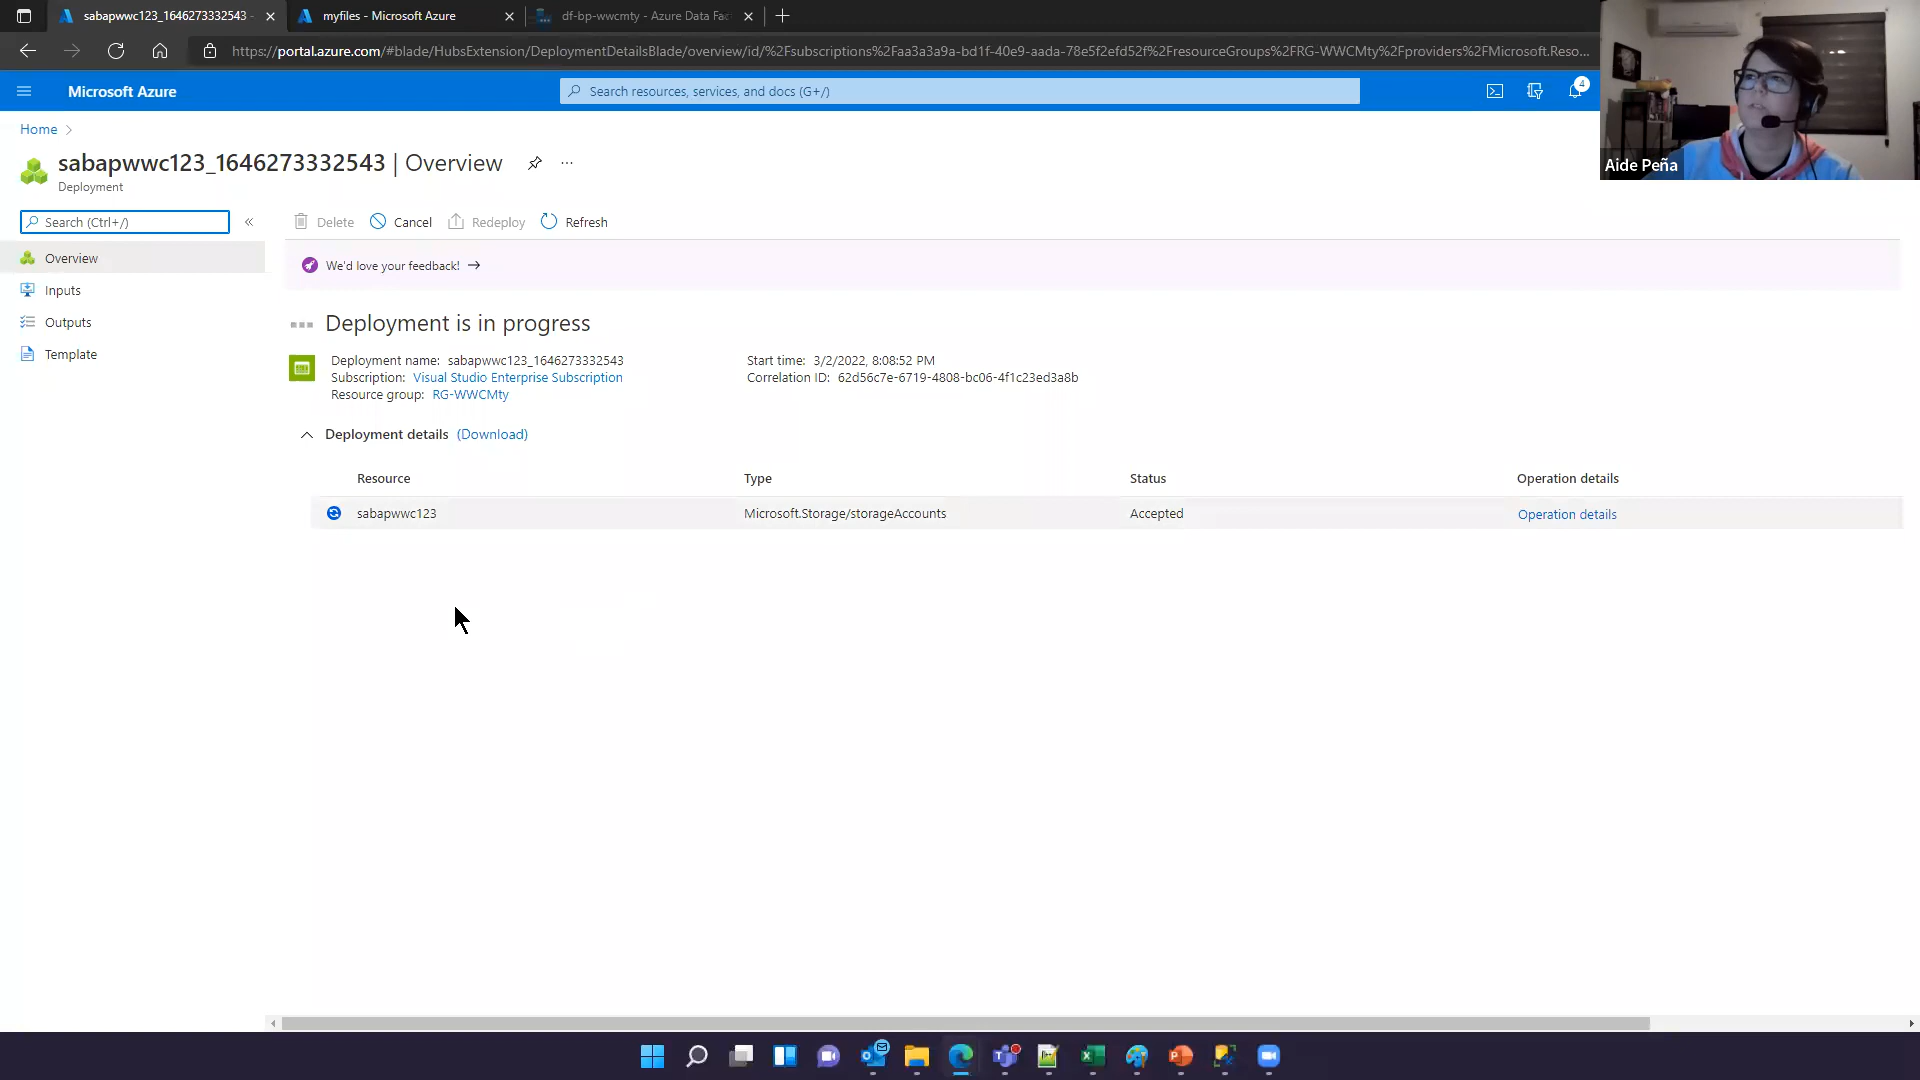 sabapwwc123_1646273332543 -
myfiles - Microsoft Azure
df-bp-wwcmty - Azure Data Fac
https://portal.azure.com/#blade/HubsExtension/DeploymentDetailsBlade/overview/id/%2Fsubscriptions%2Faa3a3a9a-bd1f-40e9-aada-78e5f2efd52f%2FresourceGroups%2FRG-WWCMty%2Fproviders%2FMicrosoft.Reso...
Microsoft Azure
Search resources, services, and docs (G+/)
4
Home
sabapwwc123_1646273332543 | Overview
...
Deployment
Aide Peña
Search (Ctrl+/)
«
Delete
Cancel
Redeploy
Refresh
Overview
Inputs
Outputs
Template
We'd love your feedback! →
Deployment is in progress
Deployment name: sabapwwc123_1646273332543
Subscription: Visual Studio Enterprise Subscription
Resource group: RG-WWCMty
Start time: 3/2/2022, 8:08:52 PM
Correlation ID: 62d56c7e-6719-4808-bc06-4f1c23ed3a8b
Deployment details (Download)
Resource
Type
Status
Operation details
sabapwwc123
Microsoft.Storage/storageAccounts
Accepted
Operation details